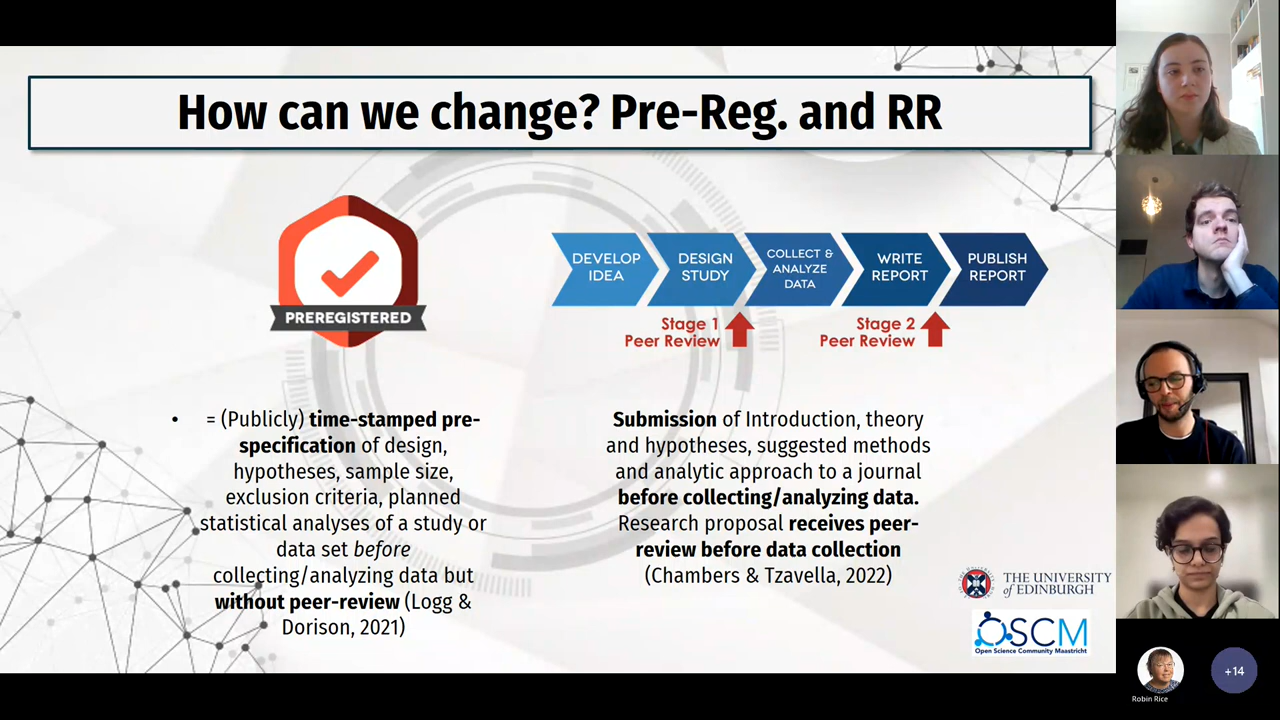 How can we change? Pre-Reg. and RR
PREREGISTERED
DEVELOP
IDEA
DESIGN
STUDY
COLLECT &
ANALYZE
DATA
WRITE
REPORT
PUBLISH
REPORT
Stage 1
Peer Review
Stage 2
Peer Review
• = (Publicly) time-stamped pre-
specification of design,
hypotheses, sample size,
exclusion criteria, planned
statistical analyses of a study or
data set before
collecting/analyzing data but
without peer-review (Logg &
Dorison, 2021)
Submission of Introduction, theory
and hypotheses, suggested methods
and analytic approach to a journal
before collecting/analyzing data.
Research proposal receives peer-
review before data collection
(Chambers & Tzavella, 2022)
THE UNIVERSITY
of EDINBURGH
OSCM
Open Science Community Maastricht
Robin Rice
+14